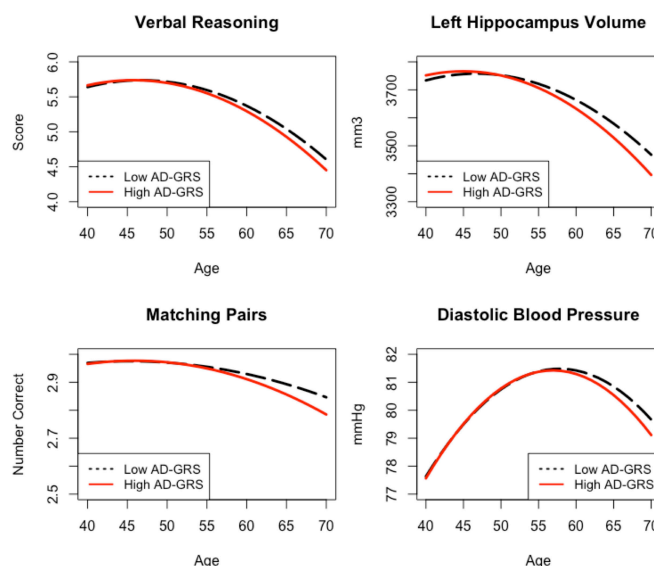 Verbal Reasoning
Score
6.0
5.5
5.0
4.5
4.0
Low AD-GRS
High AD-GRS
40 45 50 55 60 65 70
Age
Left Hippocampus Volume
mm3
3700
3500
3300
Low AD-GRS
High AD-GRS
40 45 50 55 60 65 70
Age
Matching Pairs
Number Correct
2.9
2.7
2.5
Low AD-GRS
High AD-GRS
40 45 50 55 60 65 70
Age
Diastolic Blood Pressure
mmHg
82
81
80
79
78
77
Low AD-GRS
High AD-GRS
40 45 50 55 60 65 70
Age